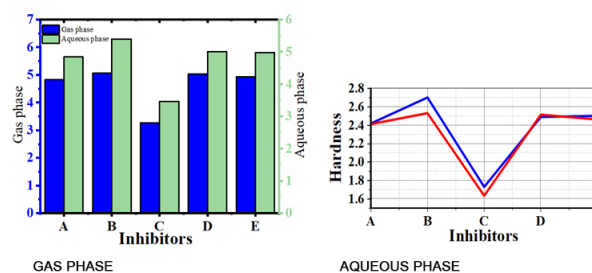 7
6
5
4
3
2
1
0
Gas phase
Gas phase
Aqueous phase
6
5
4
3
2
1
0
Aqueous phase
A B C D E
Inhibitors
GAS PHASE
2.8
2.6
2.4
2.2
2.0
1.8
1.6
Hardness
A B C D
Inhibitors
AQUEOUS PHASE